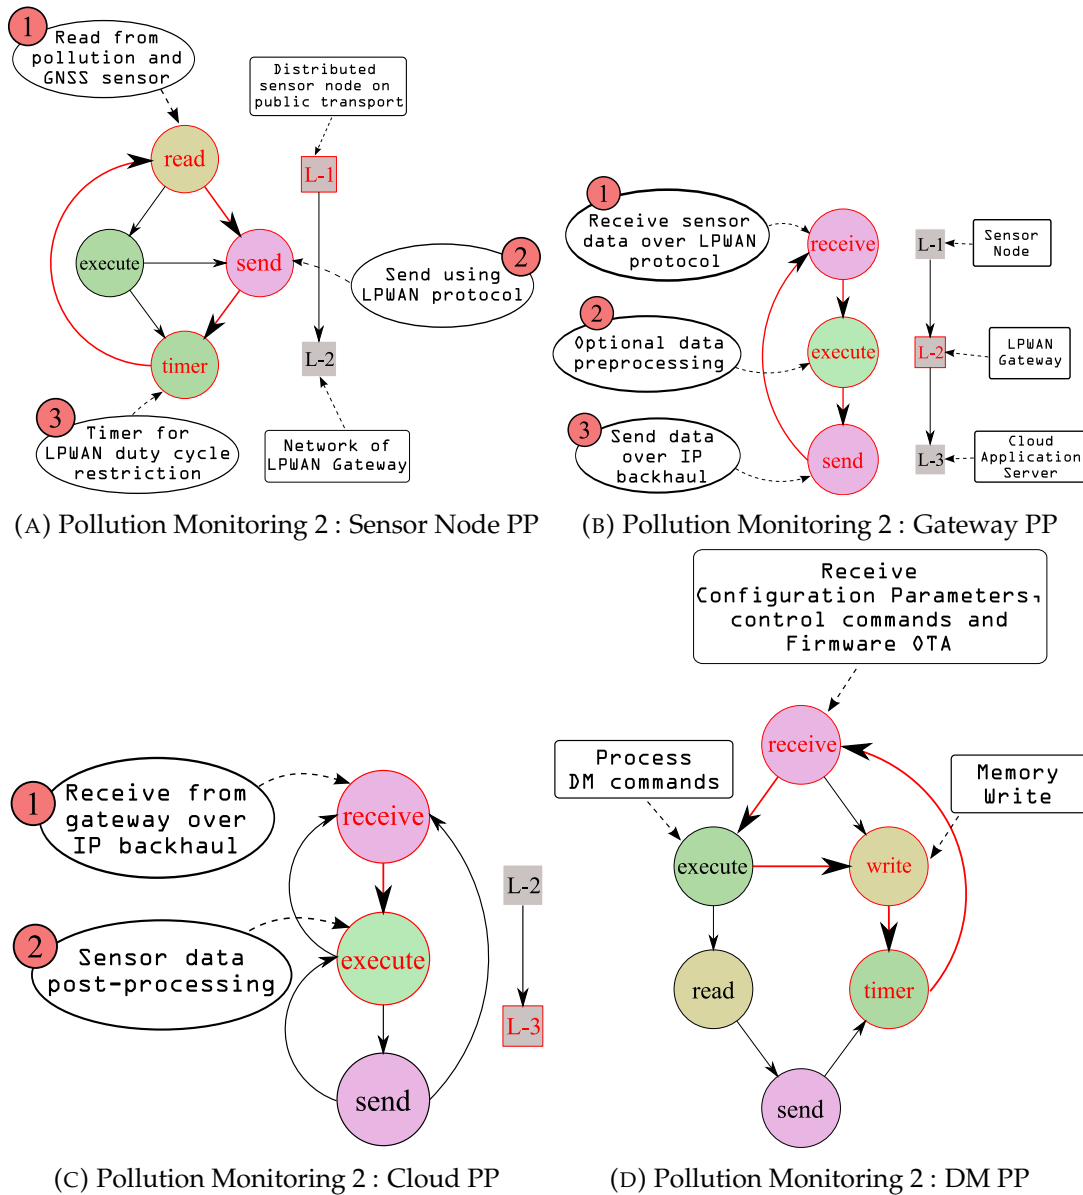 1
Read from
pollution and
GNSS sensor
Distributed
sensor node on
public transport
read
L-1
execute
send
2
Send using
LPWAN protocol
timer
L-2
3
Timer for
LPWAN duty cycle
restriction
Network of
LPWAN Gateway
(A) Pollution Monitoring 2 : Sensor Node PP
1
Receive sensor
data over LPWAN
protocol
receive
L-1
Sensor
Node
2
Optional data
preprocessing
execute
L-2
LPWAN
Gateway
3
Send data
over IP
backhaul
send
L-3
Cloud
Application
Server
(B) Pollution Monitoring 2 : Gateway PP
1
Receive from
gateway over
IP backhaul
receive
L-2
2
Sensor data
post-processing
execute
L-3
send
(C) Pollution Monitoring 2 : Cloud PP
Receive
Configuration Parameters,
control commands and
Firmware OTA
receive
Process
DM commands
Memory
Write
execute
write
read
timer
send
(D) Pollution Monitoring 2 : DM PP